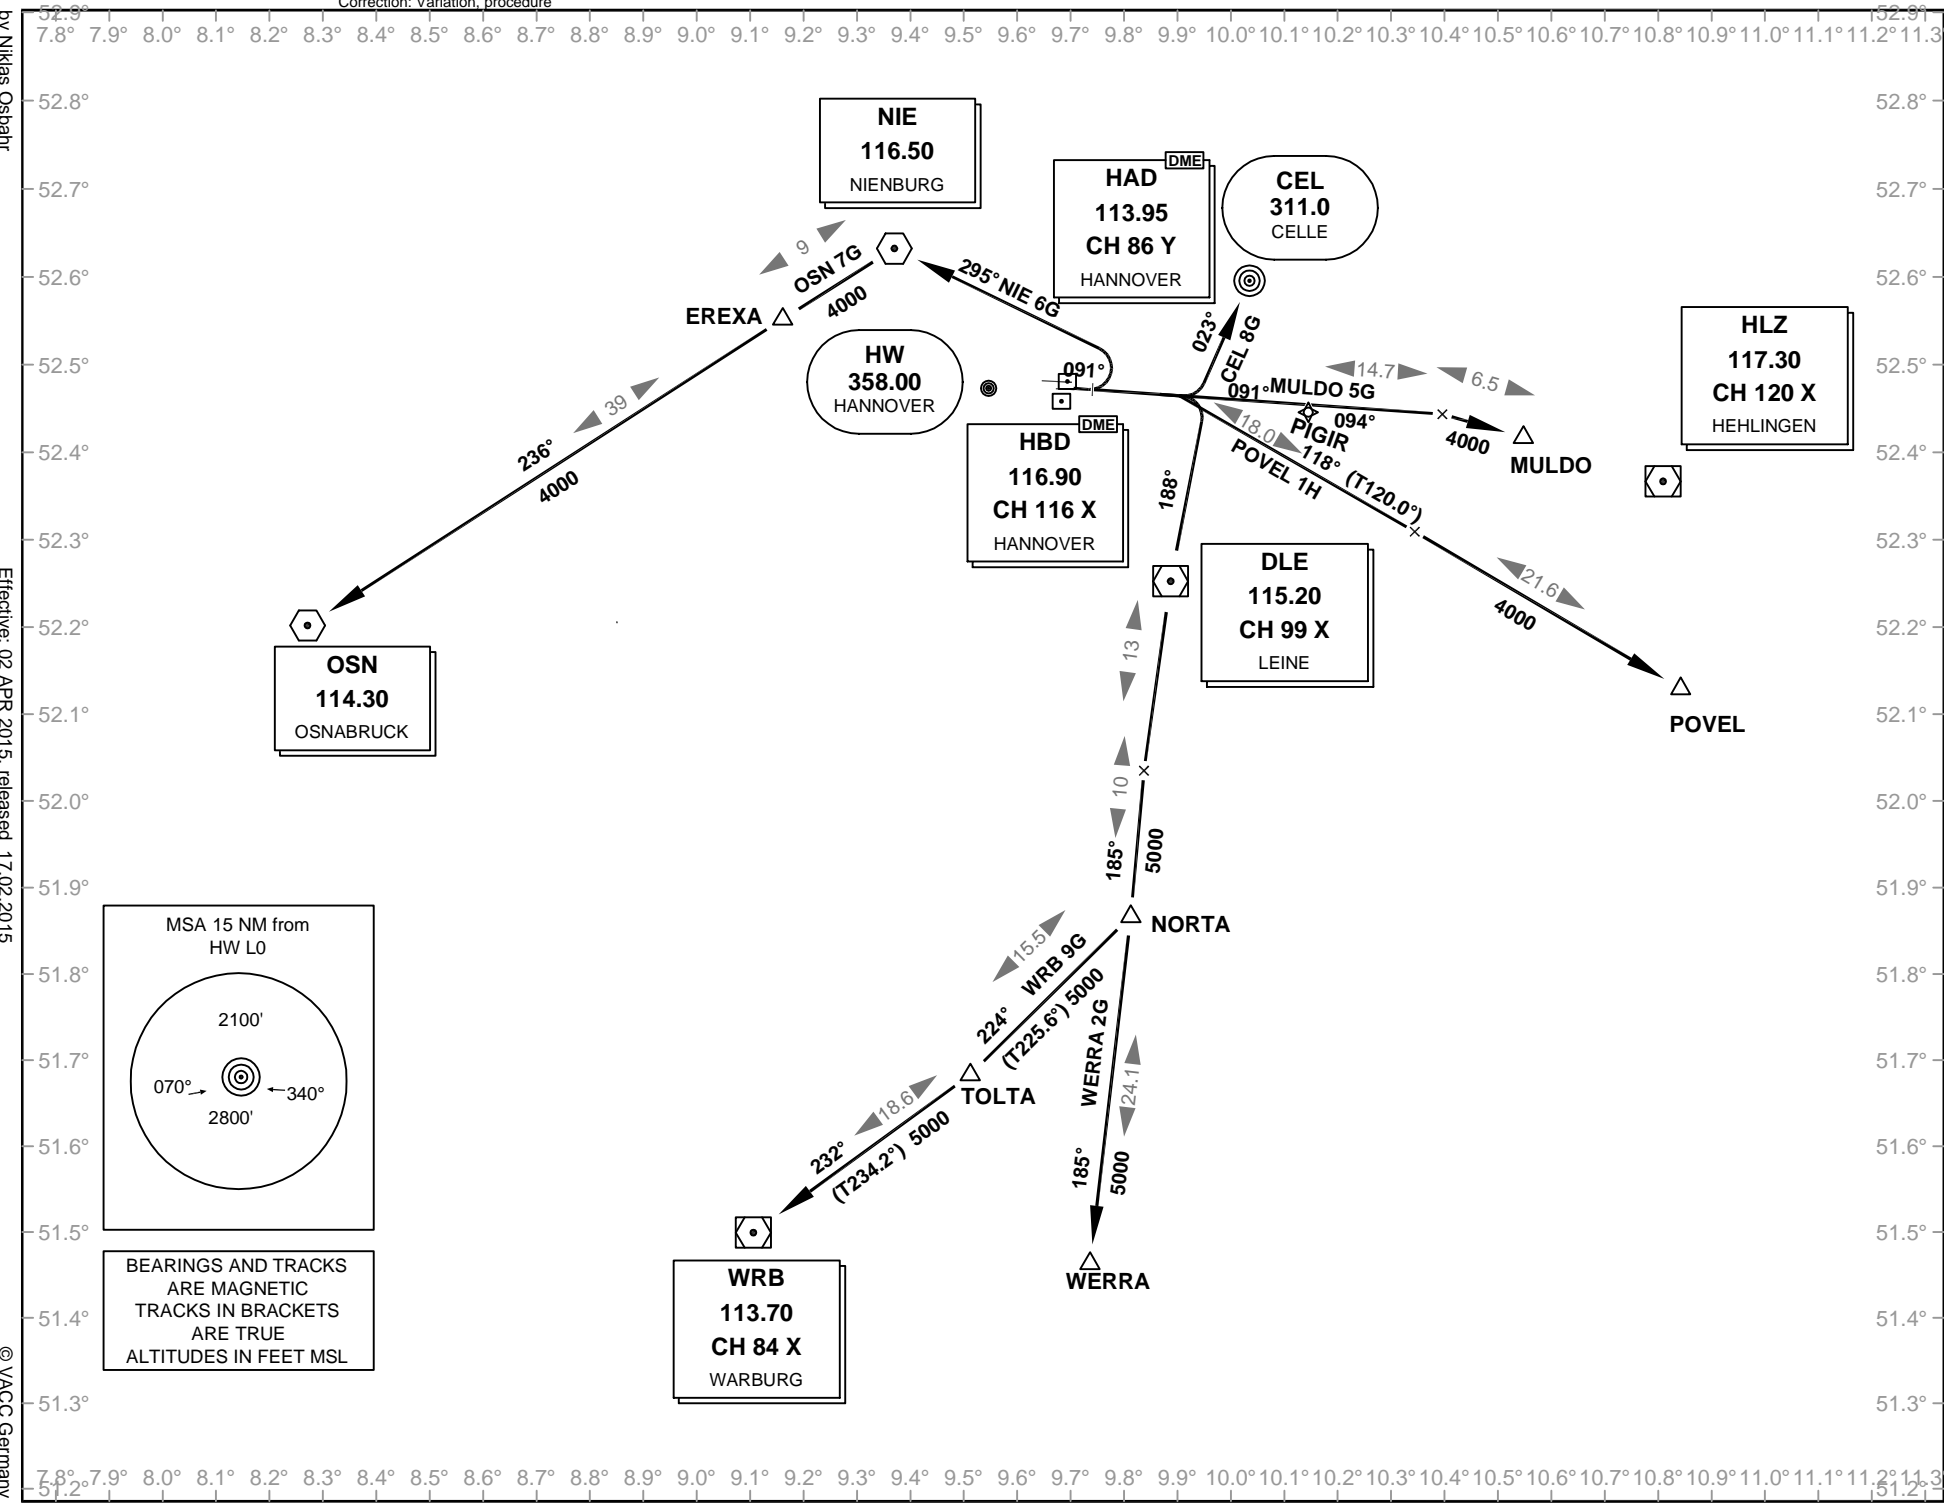 Correction: Variation, procedure
52.9° 52.9°
7.8° 7.9° 8.0° 8.1° 8.2° 8.3° 8.4° 8.5° 8.6° 8.7° 8.8° 8.9° 9.0° 9.1° 9.2° 9.3° 9.4° 9.5° 9.6° 9.7° 9.8° 9.9° 10.0° 10.1° 10.2° 10.3° 10.4° 10.5° 10.6° 10.7° 10.8° 10.9° 11.0° 11.1° 11.2° 11.3°
by Niklas Osbahr
Effective: 02 APR 2015, released 17.02.2015
© VACC Germany
52.8° 52.8°
52.7° 52.7°
52.6° 52.6°
52.5° 52.5°
52.4° 52.4°
52.3° 52.3°
52.2° 52.2°
52.1° 52.1°
52.0° 52.0°
51.9° 51.9°
51.8° 51.8°
51.7° 51.7°
51.6° 51.6°
51.5° 51.5°
51.4° 51.4°
51.3° 51.3°
51.2° 51.2°
NIE
116.50
NIENBURG
DME
HAD
113.95
CH 86 Y
HANNOVER
CEL
311.0
CELLE
HLZ
117.30
CH 120 X
HEHLINGEN
HW
358.00
HANNOVER
DME
HBD
116.90
CH 116 X
HANNOVER
DLE
115.20
CH 99 X
LEINE
OSN
114.30
OSNABRUCK
WRB
113.70
CH 84 X
WARBURG
9
OSN 7G
4000
EREXA
39
236°
4000
295° NIE 6G
091°
023°
CEL 8G
091° MULDO 5G
14.7
6.5
094°
PIGIR
4000
MULDO
18.0
POVEL 1H
118° (T120.0°)
21.6
4000
POVEL
188°
13
10
185°
5000
NORTA
15.5
WRB 9G
224°
(T225.6°) 5000
TOLTA
18.6
232°
(T234.2°) 5000
WERRA 2G
24.1
185°
5000
WERRA
MSA 15 NM from
HW L0
2100'
070°
340°
2800'
BEARINGS AND TRACKS
ARE MAGNETIC
TRACKS IN BRACKETS
ARE TRUE
ALTITUDES IN FEET MSL
7.8° 7.9° 8.0° 8.1° 8.2° 8.3° 8.4° 8.5° 8.6° 8.7° 8.8° 8.9° 9.0° 9.1° 9.2° 9.3° 9.4° 9.5° 9.6° 9.7° 9.8° 9.9° 10.0° 10.1° 10.2° 10.3° 10.4° 10.5° 10.6° 10.7° 10.8° 10.9° 11.0° 11.1° 11.2° 11.3°